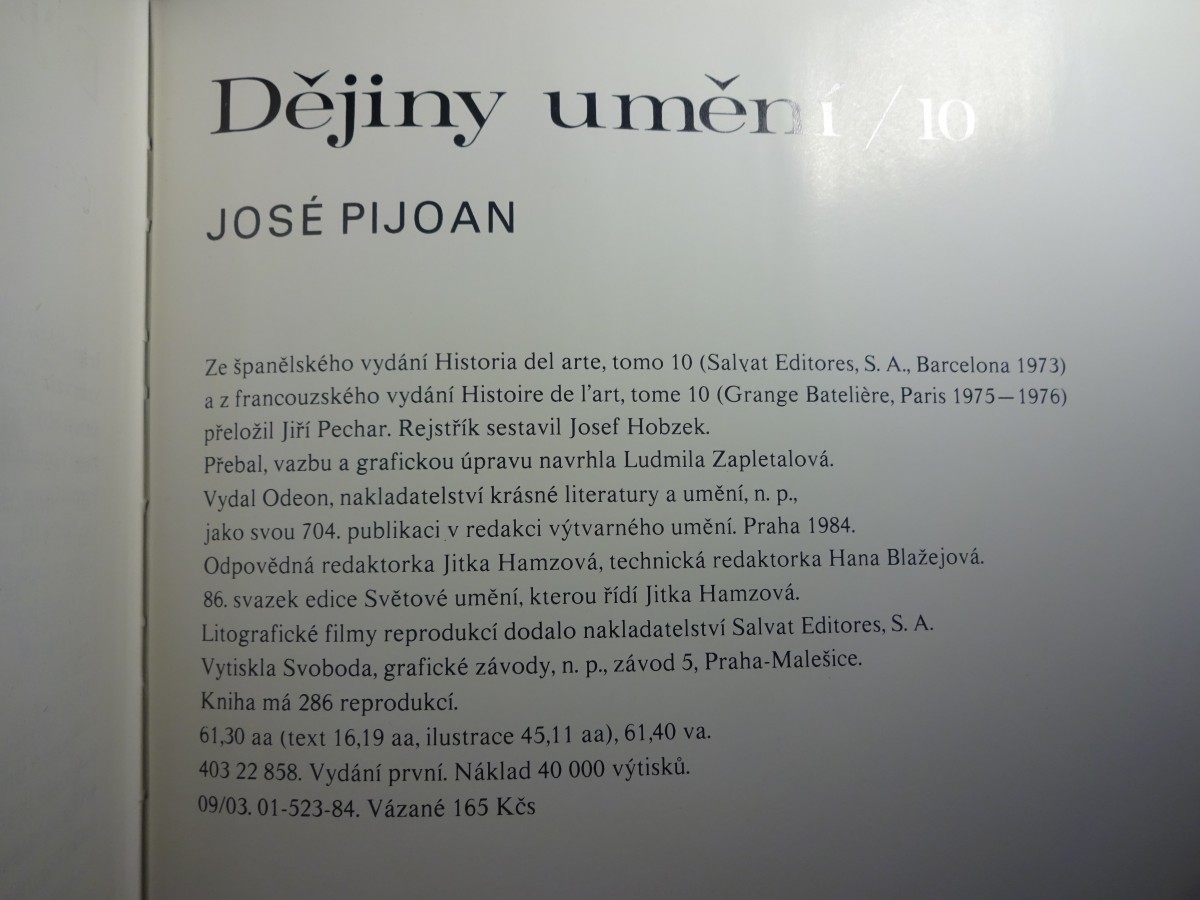 Dějiny umění / 10
JOSÉ PIJOAN
Ze španělského vydání Historia del arte, tomo 10 (Salvat Editores, S. A., Barcelona 1973)
a z francouzského vydání Histoire de l'art, tome 10 (Grange Batelière, Paris 1975—1976)
přeložil Jiří Pechar. Rejstřík sestavil Josef Hobzek.
Přebal, vazbu a grafickou úpravu navrhla Ludmila Zapletalová.
Vydal Odeon, nakladatelství krásné literatury a umění, n. p.,
jako svou 704. publikaci v redakci výtvarného umění. Praha 1984.
Odpovědná redaktorka Jitka Hamzová, technická redaktorka Hana Blažejová.
86. svazek edice Světové umění, kterou řídí Jitka Hamzová.
Litografické filmy reprodukcí dodalo nakladatelství Salvat Editores, S. A.
Vytiskla Svoboda, grafické závody, n. p., závod 5, Praha-Malešice.
Kniha má 286 reprodukcí.
61,30 aa (text 16,19 aa, ilustrace 45,11 aa), 61,40 va.
403 22 858. Vydání první. Náklad 40 000 výtisků.
09/03. 01-523-84. Vázané 165 Kčs